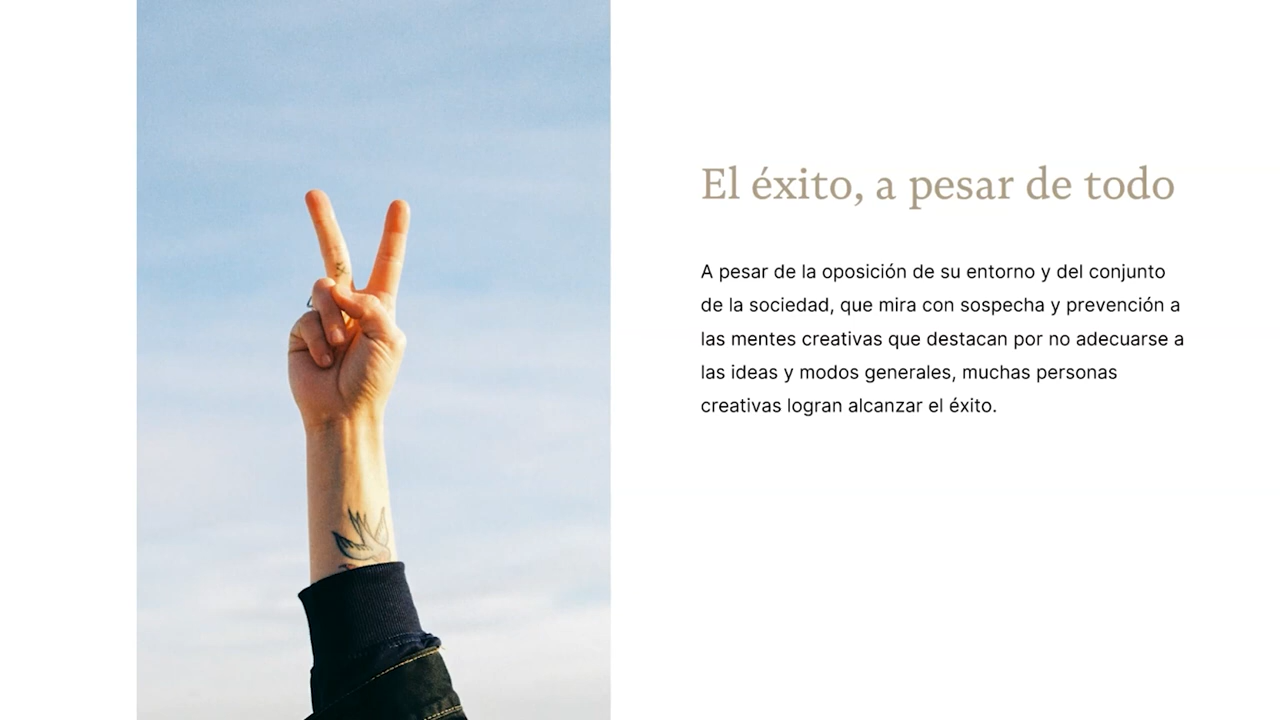 El éxito, a pesar de todo
A pesar de la oposición de su entorno y del conjunto
de la sociedad, que mira con sospecha y prevención a
las mentes creativas que destacan por no adecuarse a
las ideas y modos generales, muchas personas
creativas logran alcanzar el éxito.